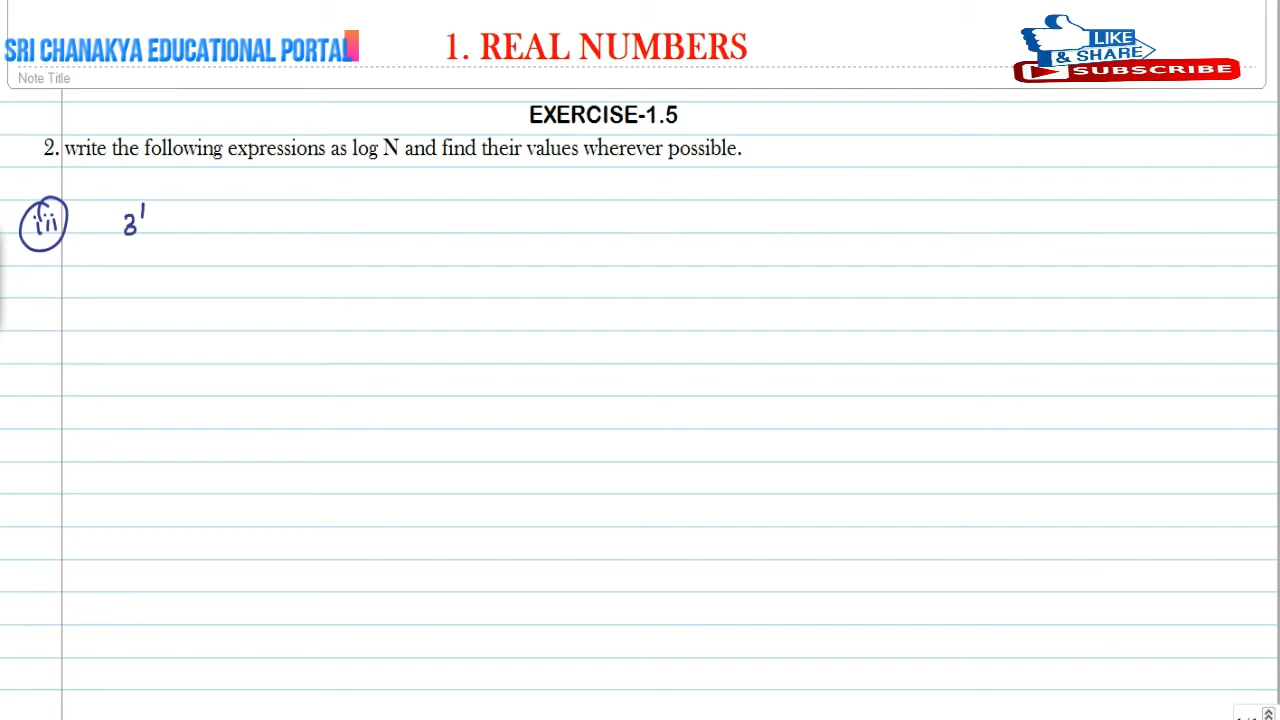 SRI CHANAKYA EDUCATIONAL PORTAL
1. REAL NUMBERS
LIKE
& SHARE
SUBSCRIBE
Note Title
EXERCISE-1.5
2. write the following expressions as log N and find their values wherever possible.
iii 3